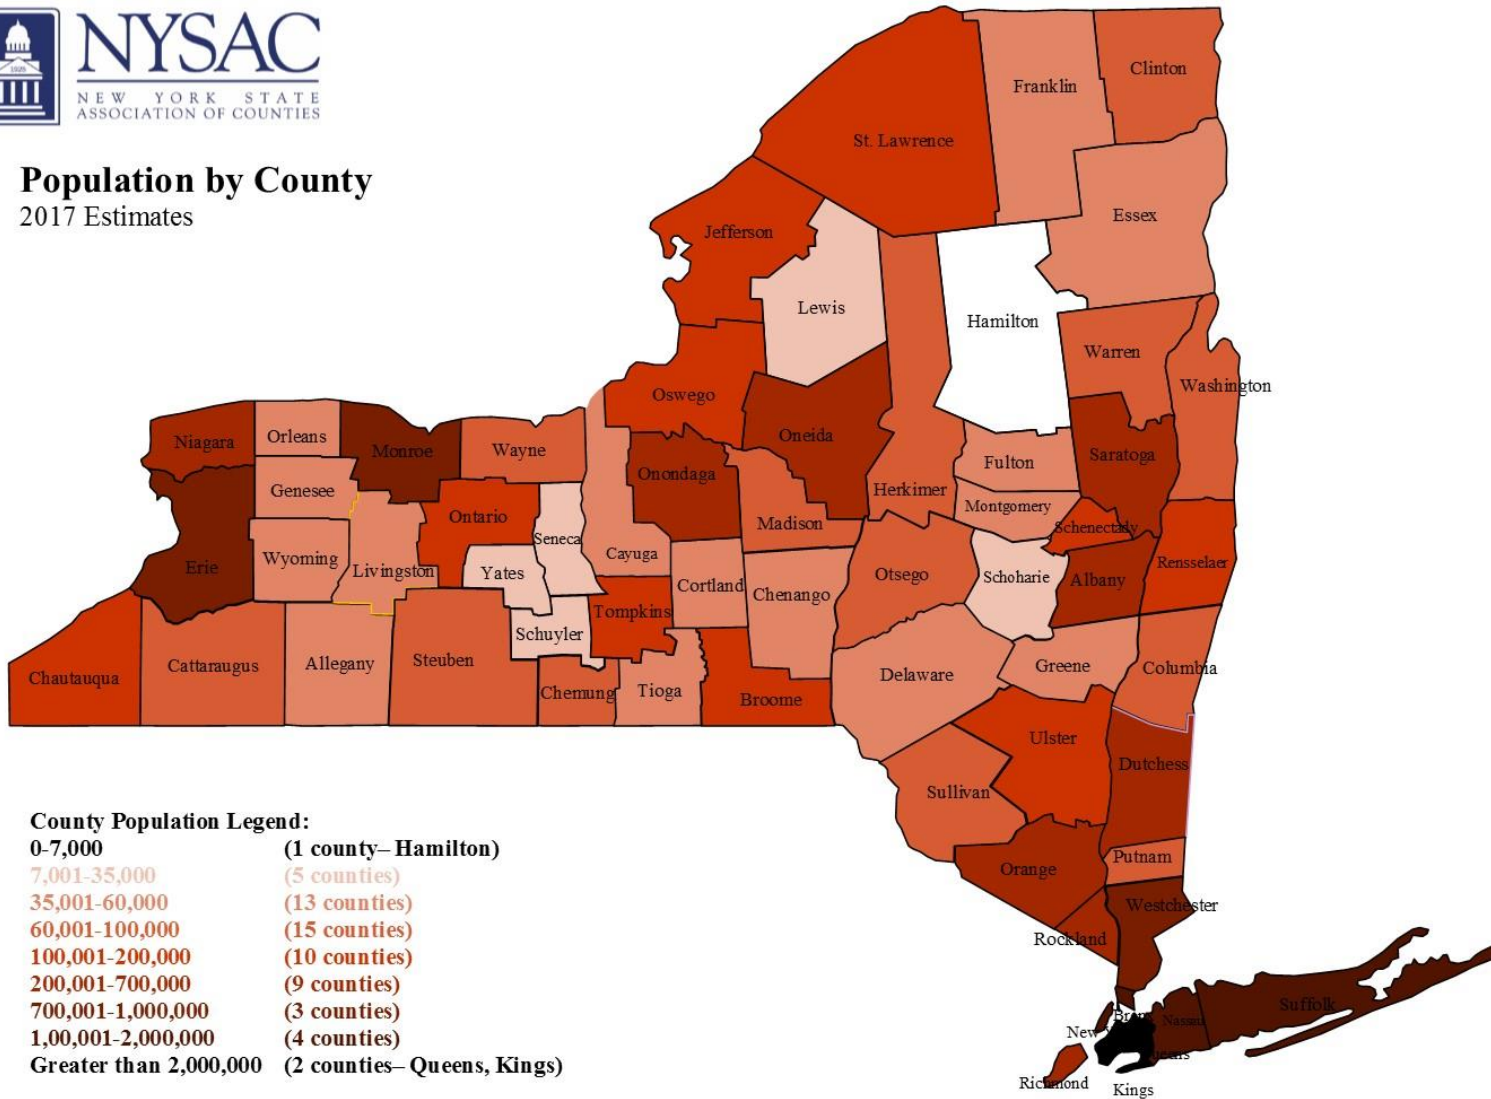 1925
NYSAC
NEW YORK STATE
ASSOCIATION OF COUNTIES
Population by County
2017 Estimates
Clinton
Franklin
St. Lawrence
Essex
Jefferson
Lewis
Hamilton
Warren
Washington
Oswego
Oneida
Niagara
Orleans
Monroe
Wayne
Saratoga
Fulton
Onondaga
Genesee
Herkimer
Montgomery
Ontario
Madison
Schenectady
Seneca
Cayuga
Wyoming
Livingston
Erie
Yates
Otsego
Schoharie
Albany
Rensselaer
Cortland
Chenango
Tompkins
Schuyler
Steuben
Allegany
Cattaraugus
Chautauqua
Chemung
Tioga
Broome
Delaware
Greene
Columbia
Ulster
Dutchess
Sullivan
Putnam
Orange
Westchester
Rockland
Suffolk
Nassau
New
Richmond
Kings
County Population Legend:
0-7,000 (1 county– Hamilton)
7,001-35,000 (5 counties)
35,001-60,000 (13 counties)
60,001-100,000 (15 counties)
100,001-200,000 (10 counties)
200,001-700,000 (9 counties)
700,001-1,000,000 (3 counties)
1,00,001-2,000,000 (4 counties)
Greater than 2,000,000 (2 counties– Queens, Kings)